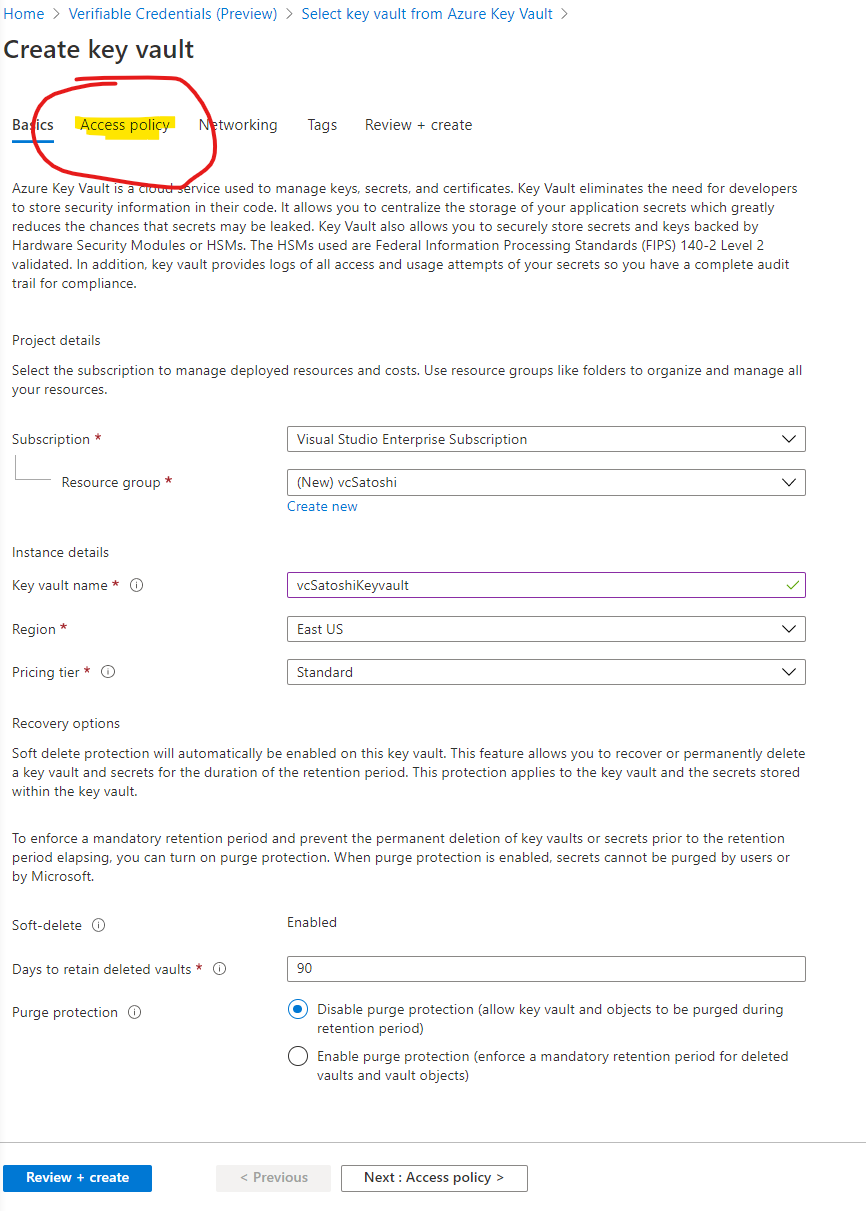 Home > Verifiable Credentials (Preview) > Select key vault from Azure Key Vault >
Create key vault
Basics Access policy Networking Tags Review + create
Azure Key Vault is a cloud service used to manage keys, secrets, and certificates. Key Vault eliminates the need for developers
to store security information in their code. It allows you to centralize the storage of your application secrets which greatly
reduces the chances that secrets may be leaked. Key Vault also allows you to securely store secrets and keys backed by
Hardware Security Modules or HSMs. The HSMs used are Federal Information Processing Standards (FIPS) 140-2 Level 2
validated. In addition, key vault provides logs of all access and usage attempts of your secrets so you have a complete audit
trail for compliance.
Project details
Select the subscription to manage deployed resources and costs. Use resource groups like folders to organize and manage all
your resources.
Subscription * Visual Studio Enterprise Subscription
Resource group * (New) vcSatoshi
Create new
Instance details
Key vault name * vcSatoshiKeyvault
Region * East US
Pricing tier * Standard
Recovery options
Soft delete protection will automatically be enabled on this key vault. This feature allows you to recover or permanently delete
a key vault and secrets for the duration of the retention period. This protection applies to the key vault and the secrets stored
within the key vault.
To enforce a mandatory retention period and prevent the permanent deletion of key vaults or secrets prior to the retention
period elapsing, you can turn on purge protection. When purge protection is enabled, secrets cannot be purged by users or
by Microsoft.
Soft-delete Enabled
Days to retain deleted vaults * 90
Purge protection Disable purge protection (allow key vault and objects to be purged during
retention period)
Enable purge protection (enforce a mandatory retention period for deleted
vaults and vault objects)
Review + create < Previous Next : Access policy >